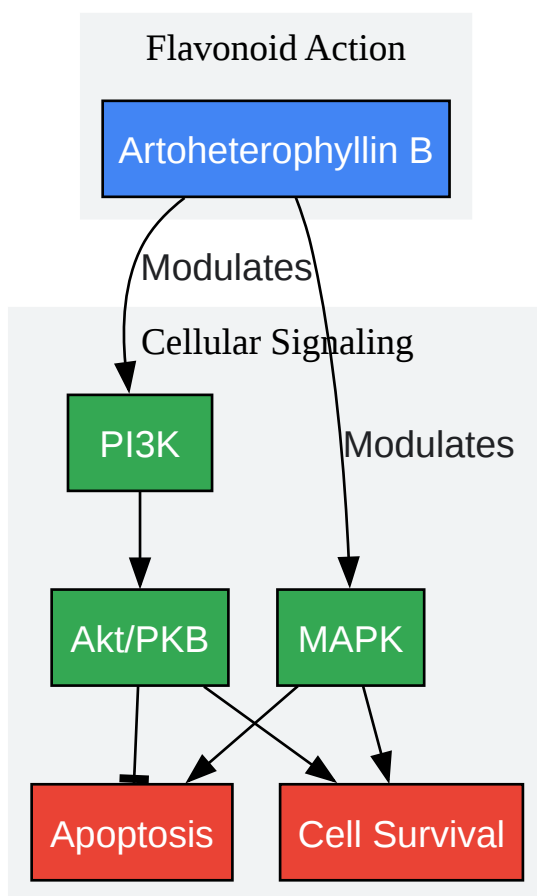 Flavonoid Action
Artoheterophyllin B
Modulates
Cellular Signaling
PI3K
Modulates
Akt/PKB
MAPK
Apoptosis
Cell Survival